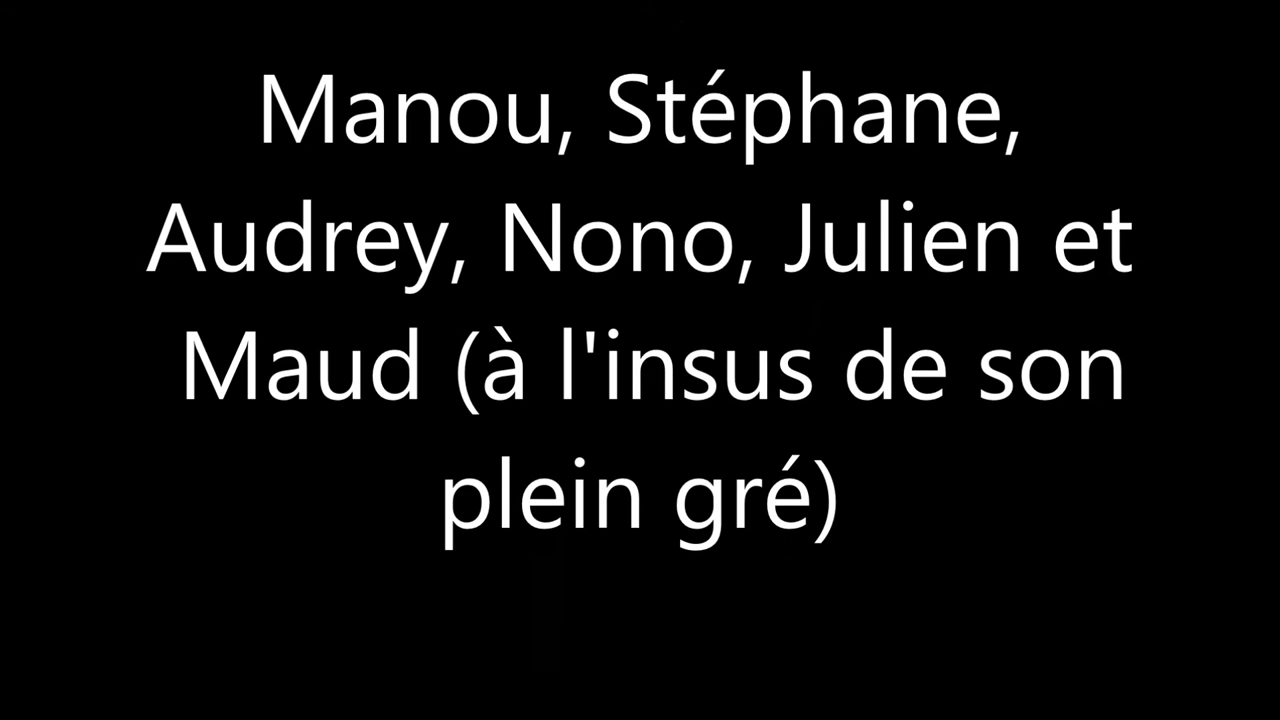 Manou, Stéphane,
Audrey, Nono, Julien et
Maud (à l'insus de son
plein gré)